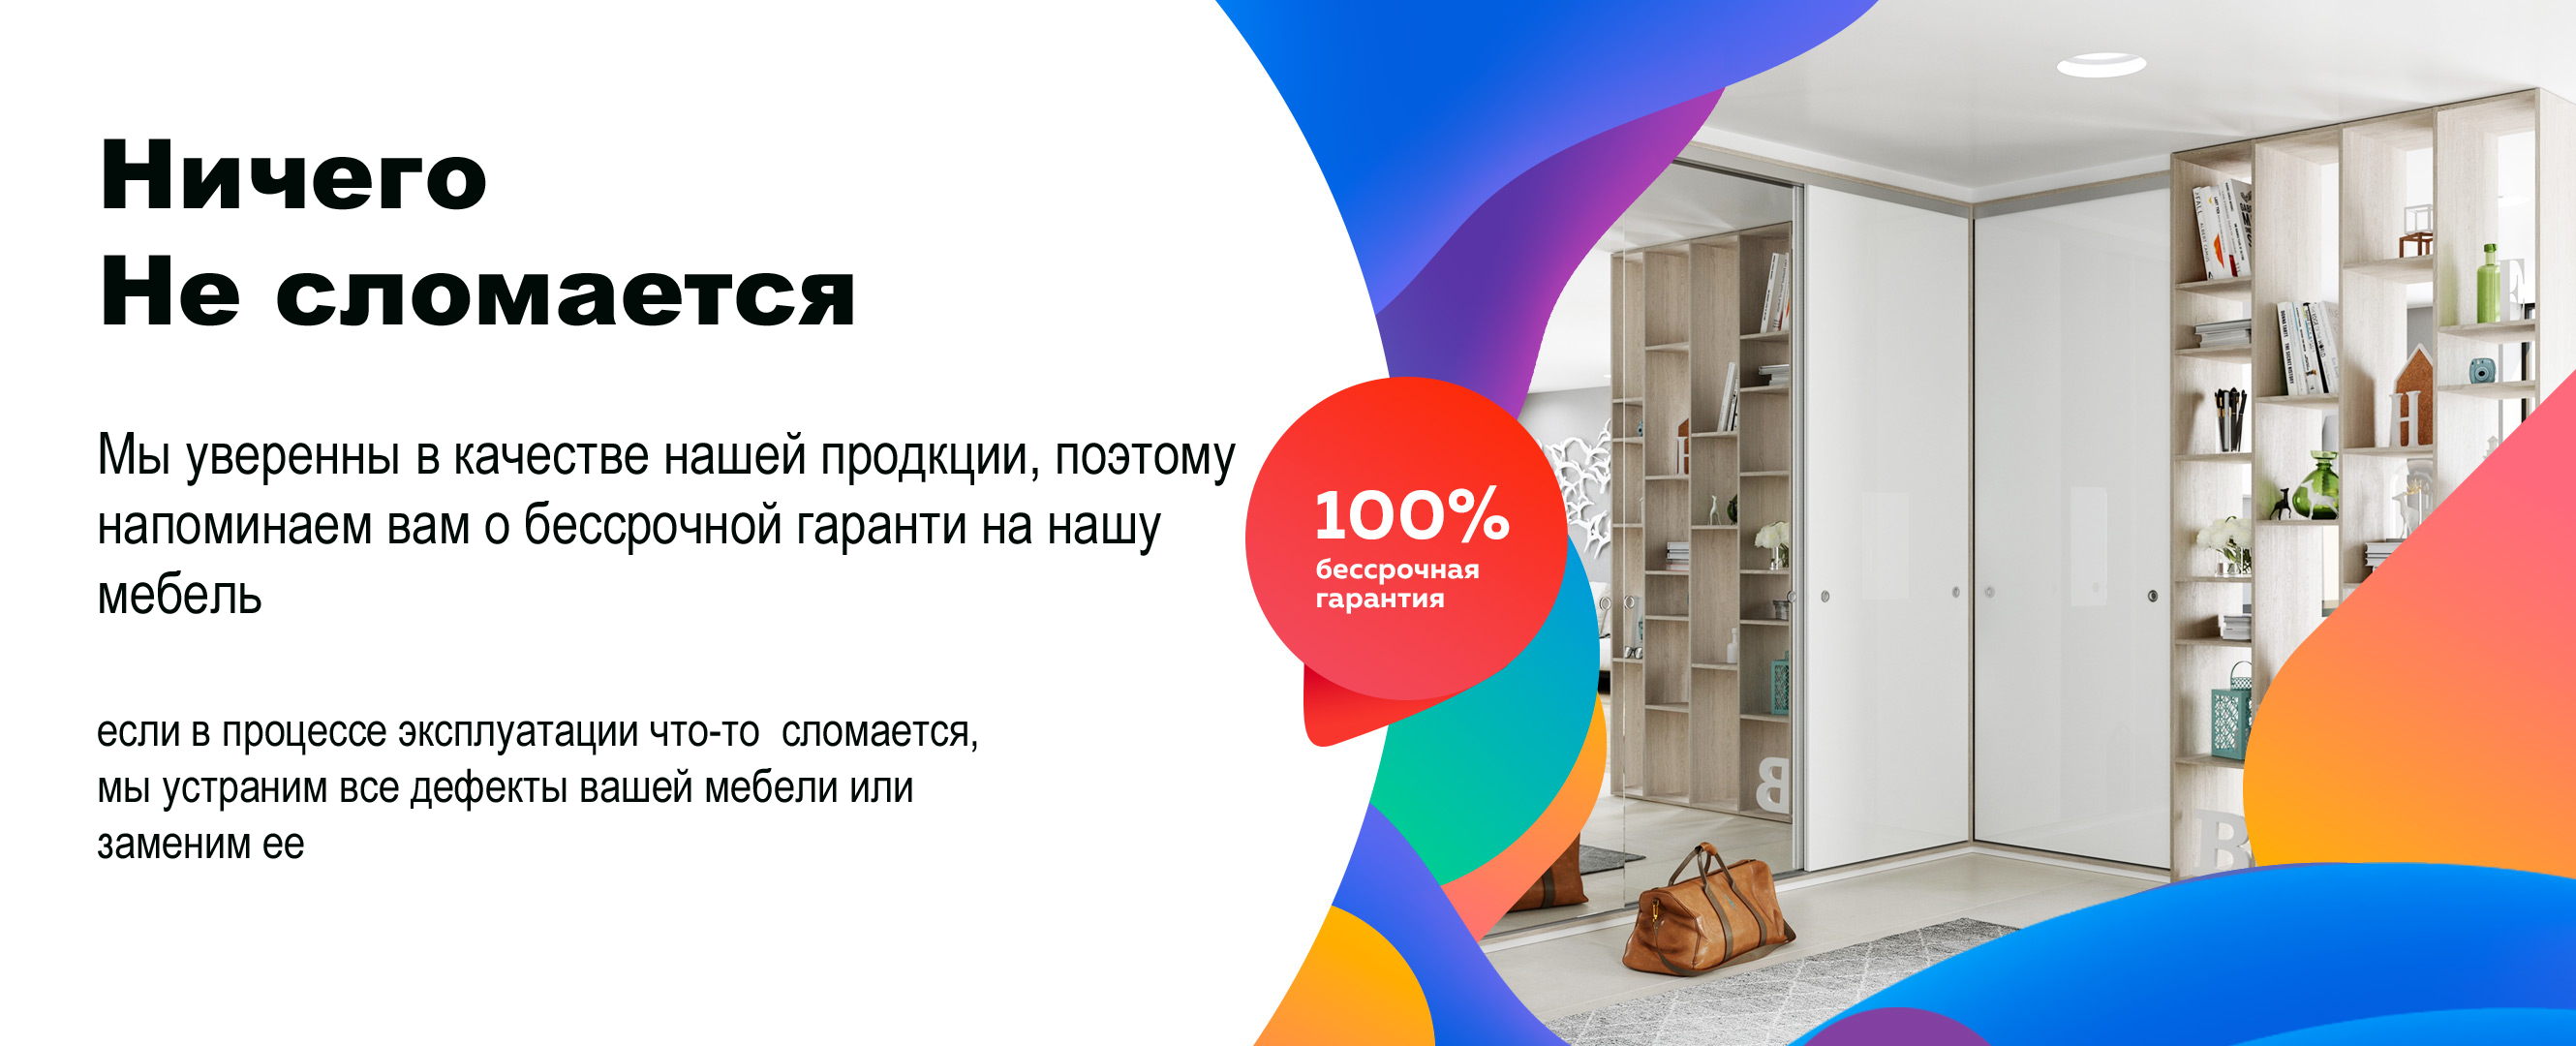 Ничего
Не сломается
Мы уверенны в качестве нашей продкции, поэтому
напоминаем вам о бессрочной гаранти на нашу
мебель
если в процессе эксплуатации что-то сломается,
мы устраним все дефекты вашей мебели или
заменим ее
100%
бессрочная
гарантия
B
H
B